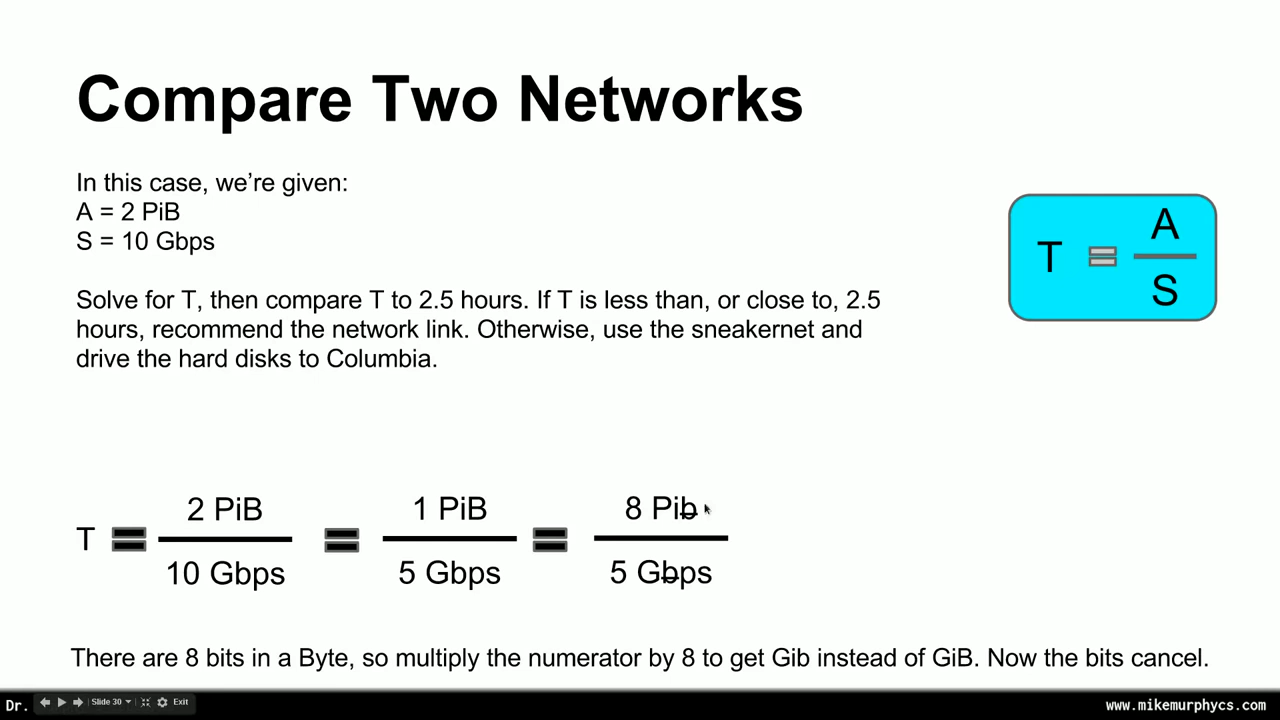 Compare Two Networks
In this case, we’re given:
A = 2 PiB
S = 10 Gbps
T = A
S
Solve for T, then compare T to 2.5 hours. If T is less than, or close to, 2.5
hours, recommend the network link. Otherwise, use the sneakernet and
drive the hard disks to Columbia.
2 PiB 1 PiB 8 Pib
T = = =
10 Gbps 5 Gbps 5 Gbps
There are 8 bits in a Byte, so multiply the numerator by 8 to get Gib instead of GiB. Now the bits cancel.
Dr. Slide 30 Exit www.mikemurphycs.com